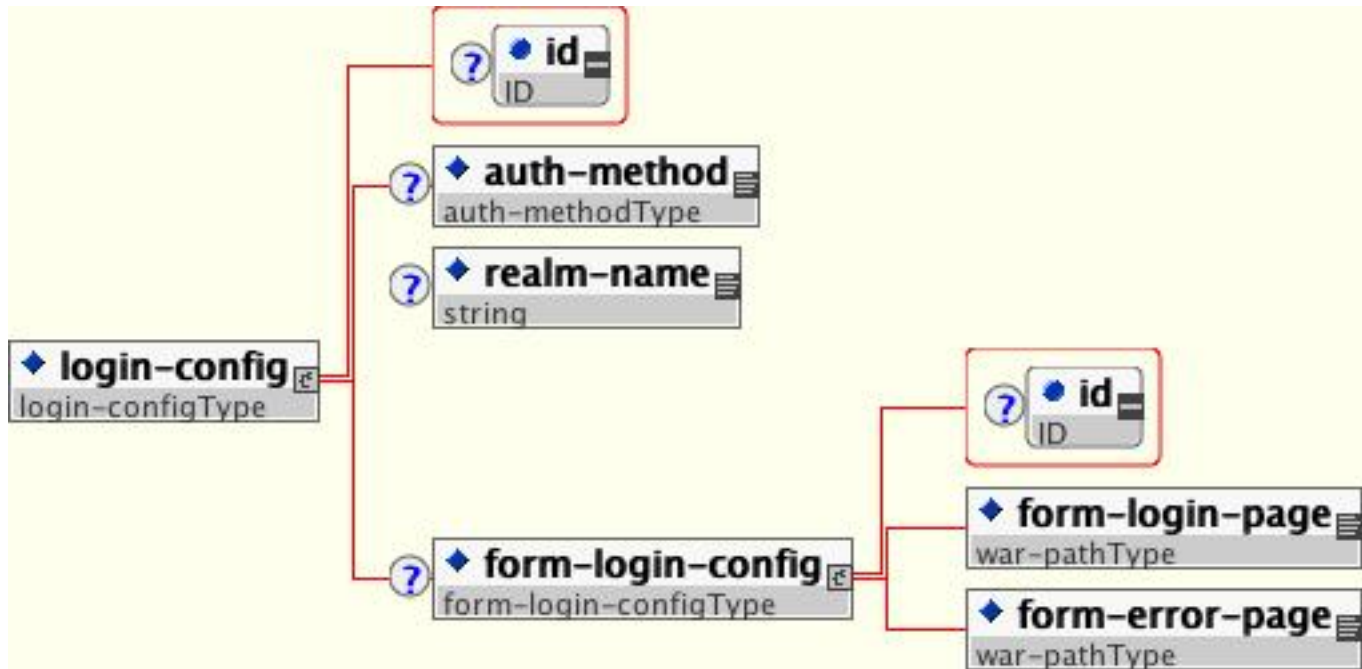 ? id
ID
? auth-method
auth-methodType
? realm-name
string
login-config
login-configType
? id
ID
? form-login-config
form-login-configType
form-login-page
war-pathType
form-error-page
war-pathType